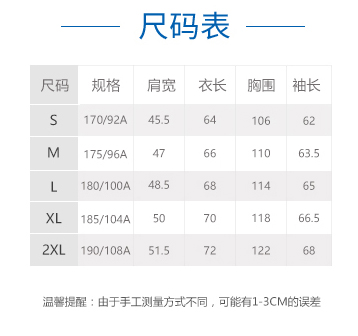 尺码表
尺码 规格 肩宽 衣长 胸围 袖长
S 170/92A 45.5 64 106 62
M 175/96A 47 66 110 63.5
L 180/100A 48.5 68 114 65
XL 185/104A 50 70 118 66.5
2XL 190/108A 51.5 72 122 68
温馨提醒：由于手工测量方式不同，可能有1-3CM的误差